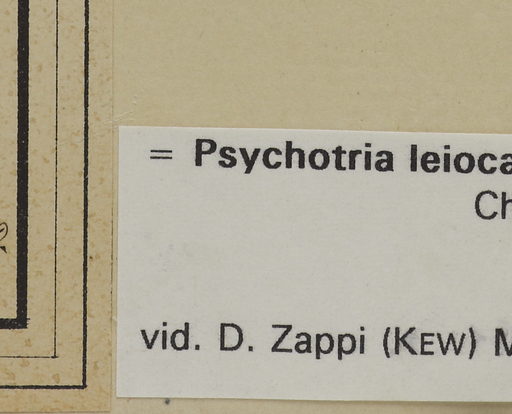 = Psychotria leioca
Ch
vid. D. Zappi (KEW) M